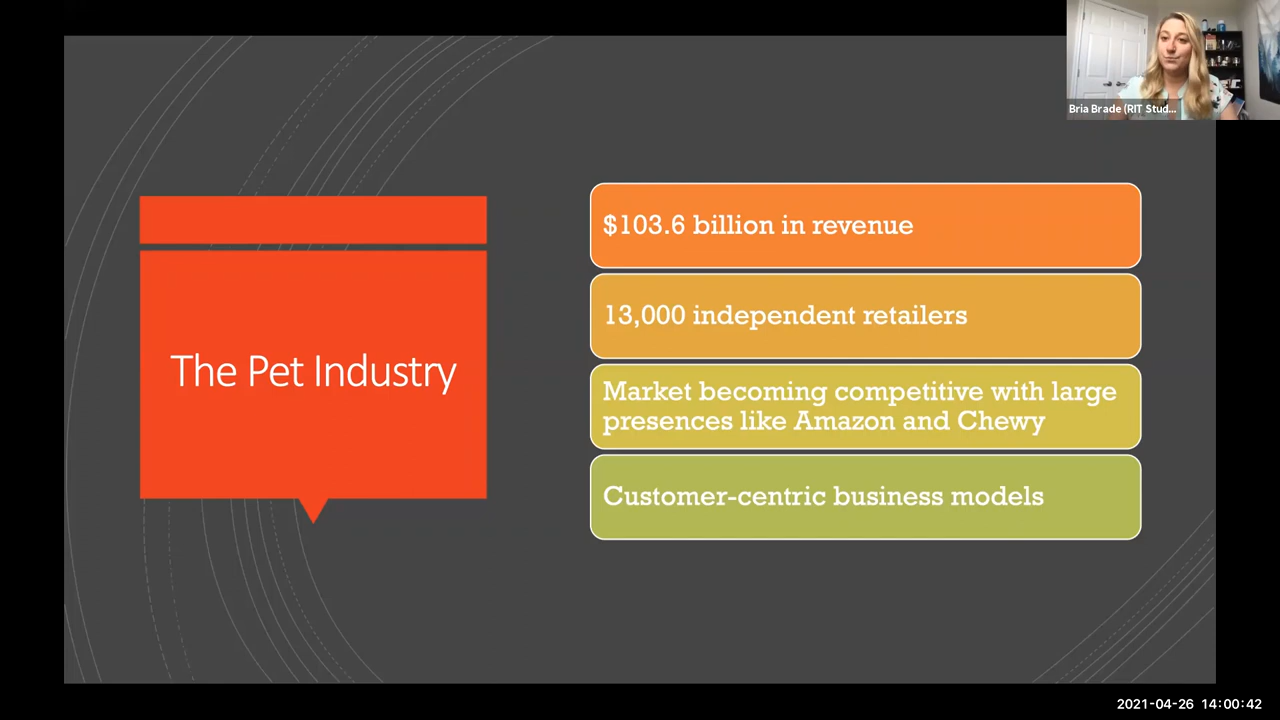 Bria Brade (RIT Stud...
The Pet Industry
$103.6 billion in revenue
13,000 independent retailers
Market becoming competitive with large
presences like Amazon and Chewy
Customer-centric business models
2021-04-26 14:00:42